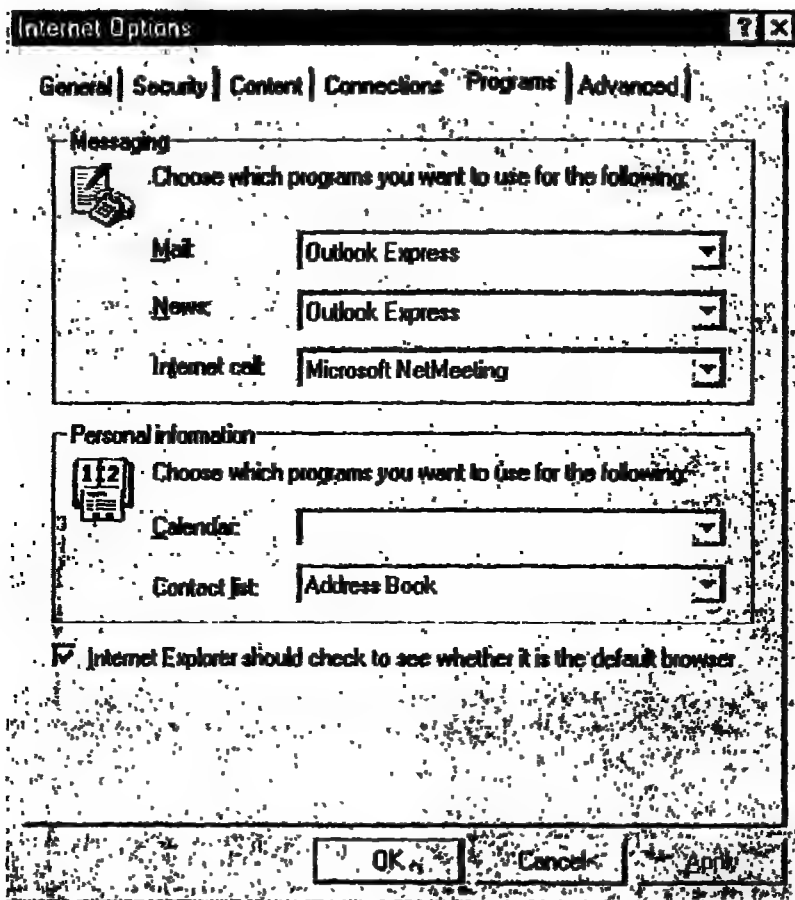 Internet Options
General Security Content Connections Programs Advanced
Messaging
Choose which programs you want to use for the following:
Mail: Outlook Express
News: Outlook Express
Internet call: Microsoft NetMeeting
Personal information
12
Choose which programs you want to use for the following:
Calendar:
Contact list: Address Book
Internet Explorer should check to see whether it is the default browser
OK Cancel Apply